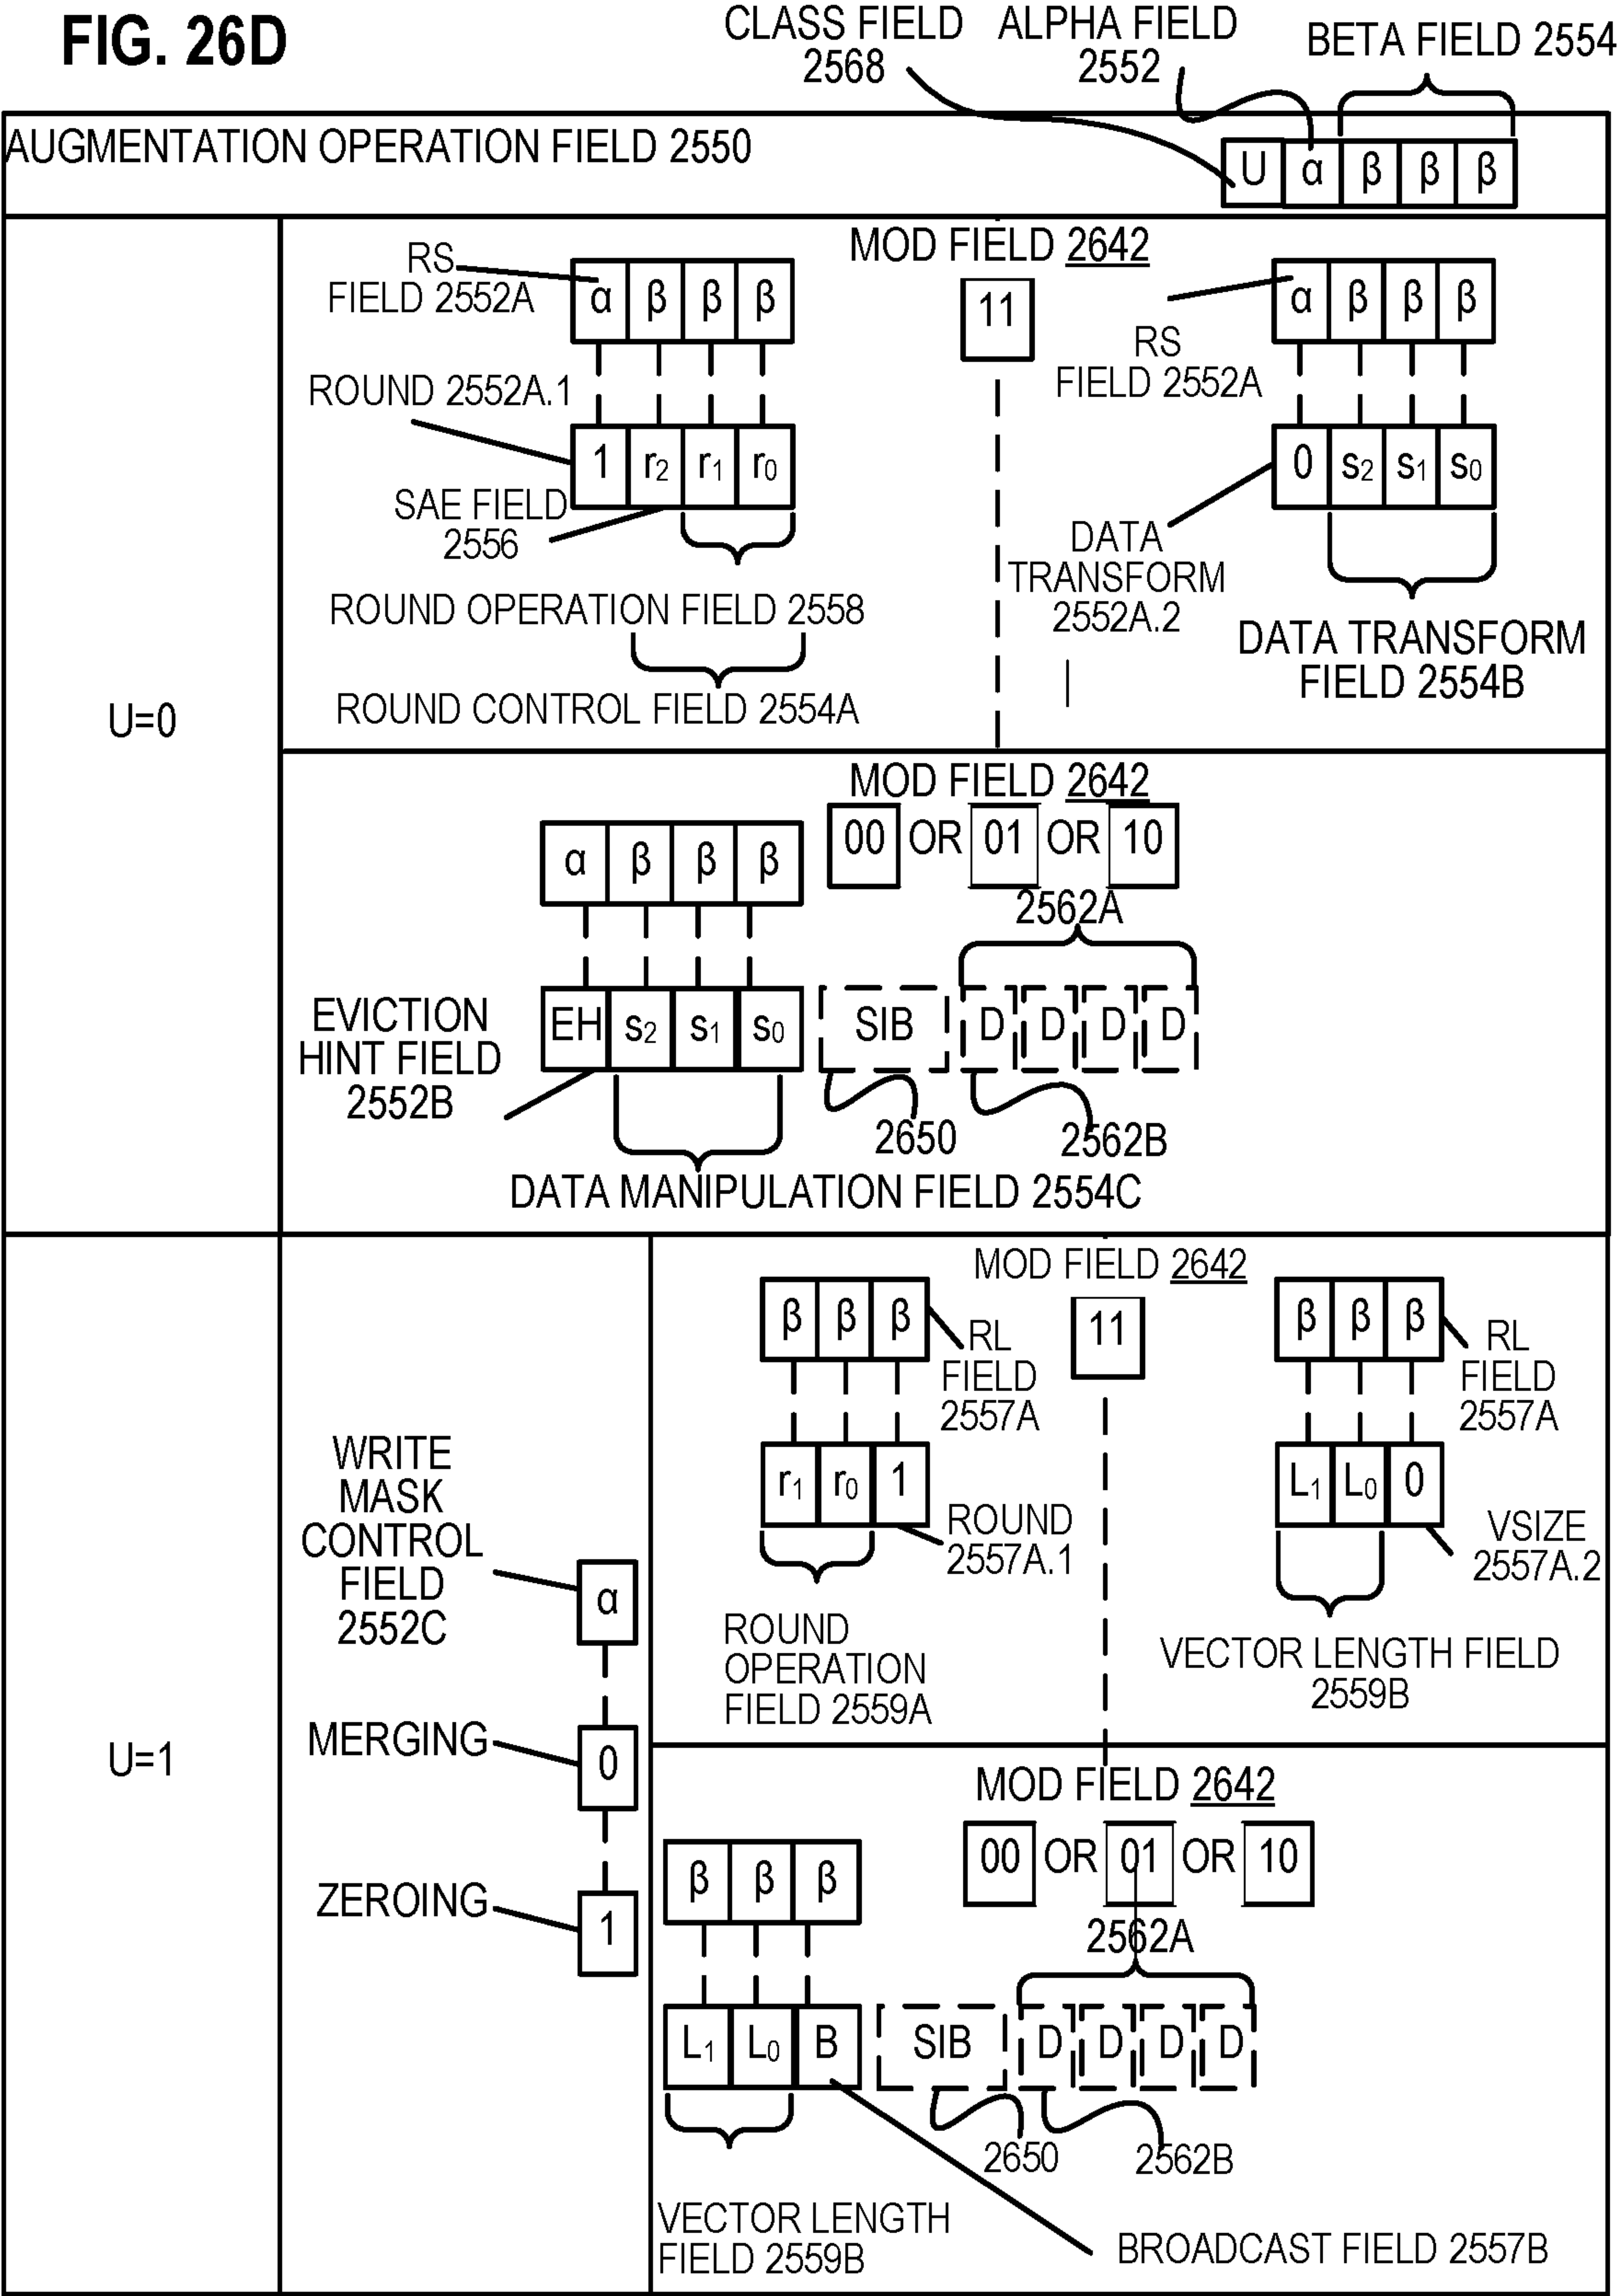 FIG. 26D
CLASS FIELD
2568
ALPHA FIELD
2552
BETA FIELD 2554
AUGMENTATION OPERATION FIELD 2550
U α β β β
U=0
MOD FIELD 2642
11
RS
FIELD 2552A
α β β β
ROUND 2552A.1
1 r2 r1 r0
SAE FIELD
2556
ROUND OPERATION FIELD 2558
ROUND CONTROL FIELD 2554A
α β β β
RS
FIELD 2552A
0 s2 s1 s0
DATA
TRANSFORM
2552A.2
DATA TRANSFORM
FIELD 2554B
MOD FIELD 2642
00 OR 01 OR 10
α β β β
2562A
EVICTION
HINT FIELD
2552B
EH s2 s1 s0 SIB D D D D
2650
2562B
DATA MANIPULATION FIELD 2554C
U=1
WRITE
MASK
CONTROL
FIELD
2552C
α
MERGING
0
ZEROING
1
MOD FIELD 2642
11
β β β
RL
FIELD
2557A
r1 r0 1
ROUND
2557A.1
ROUND
OPERATION
FIELD 2559A
β β β
RL
FIELD
2557A
L1 L0 0
VSIZE
2557A.2
VECTOR LENGTH FIELD
2559B
MOD FIELD 2642
00 OR 01 OR 10
β β β
2562A
L1 L0 B SIB D D D D
2650
2562B
VECTOR LENGTH
FIELD 2559B
BROADCAST FIELD 2557B